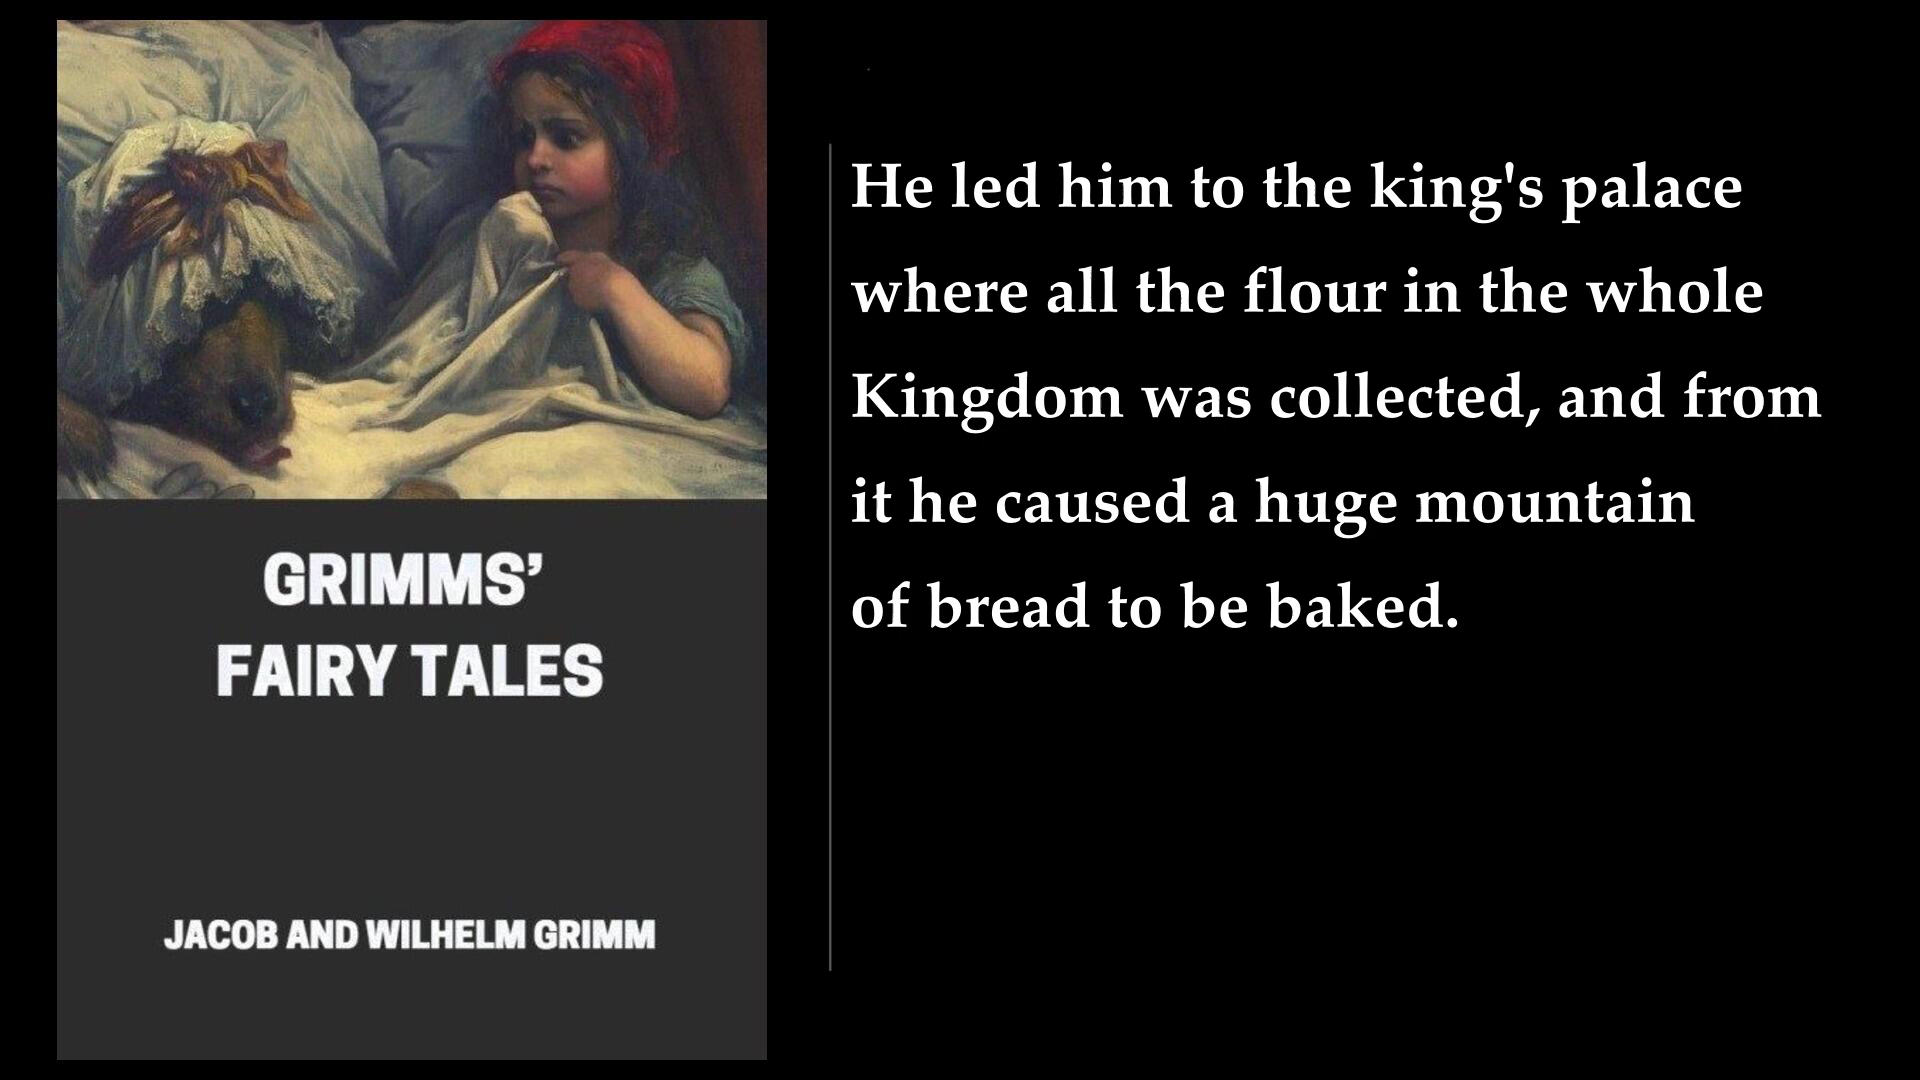 GRIMMS’
FAIRY TALES
JACOB AND WILHELM GRIMM
He led him to the king's palace
where all the flour in the whole
Kingdom was collected, and from
it he caused a huge mountain
of bread to be baked.